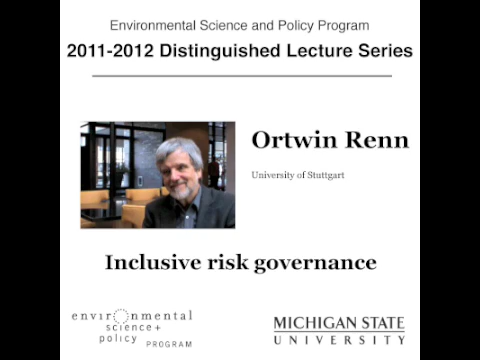 Environmental Science and Policy Program
2011-2012 Distinguished Lecture Series
Ortwin Renn
University of Stuttgart
Inclusive risk governance
environmental
science +
policy PROGRAM
MICHIGAN STATE
UNIVERSITY